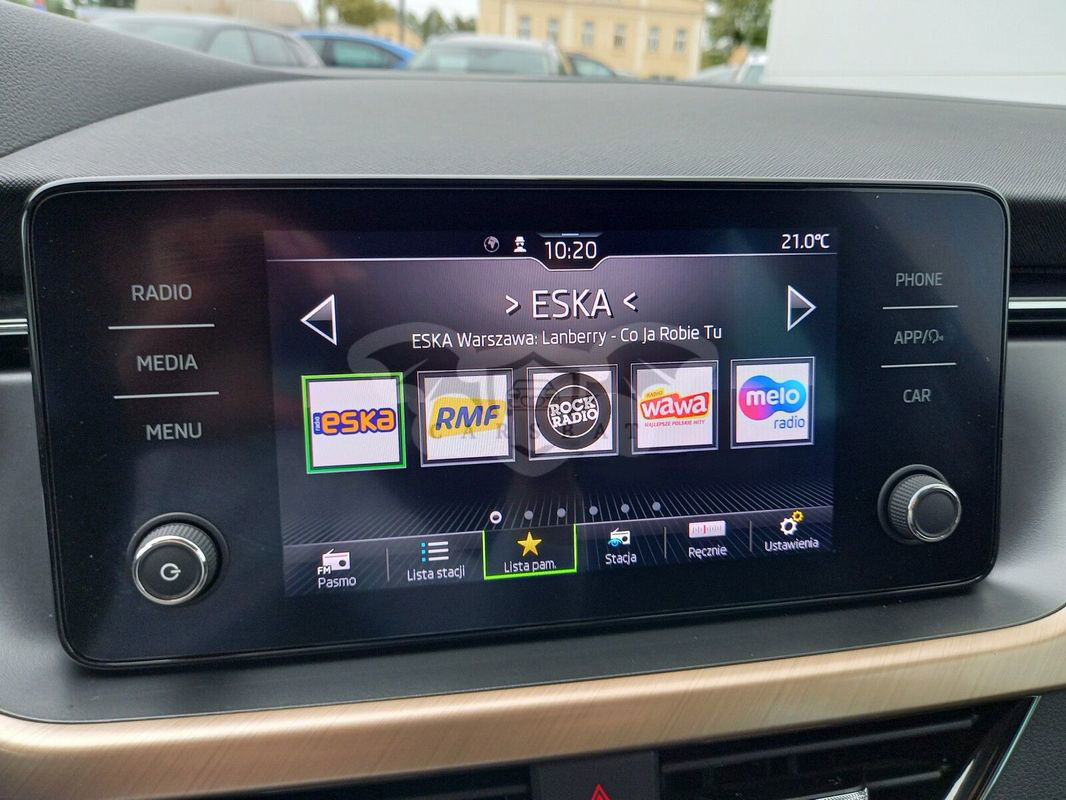 10:20
21.0°C
RADIO
MEDIA
MENU
PHONE
APP/
CAR
> ESKA <
ESKA Warszawa: Lanberry - Co Ja Robie Tu
radio eska
RMF
ROCK
RADIO
RADIO
wawa
NAJLEPSZE POLSKIE HITY
melo
radio
CARSBAT
FM
Pasmo
Lista stacji
Lista pam.
Stacja
Ręcznie
Ustawienia